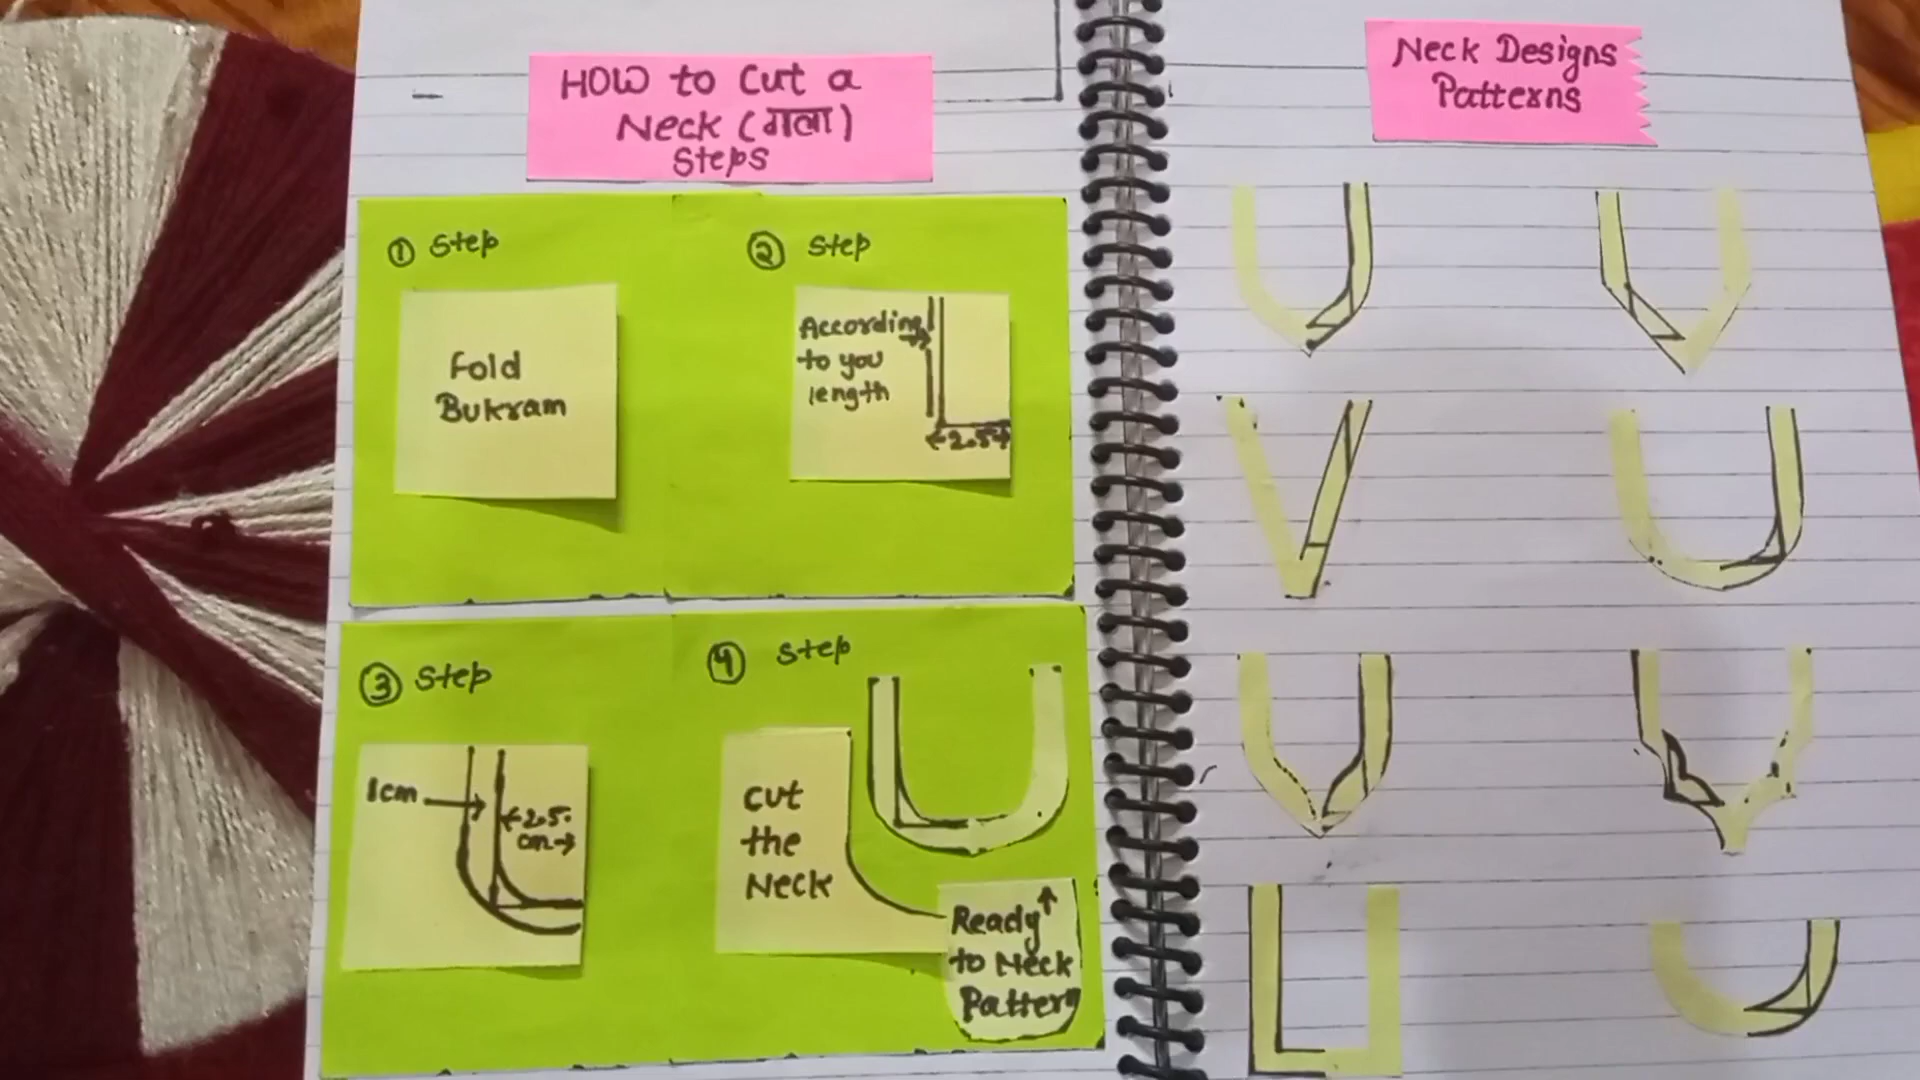 HOW to Cut a
Neck (गला)
Steps
① Step
Fold
Bukram
② Step
According
to you
length
2.5
③ Step
1cm
2.5
cm
④ Step
Cut
the
Neck
Ready
to Neck
Pattern
Neck Designs
Patterns